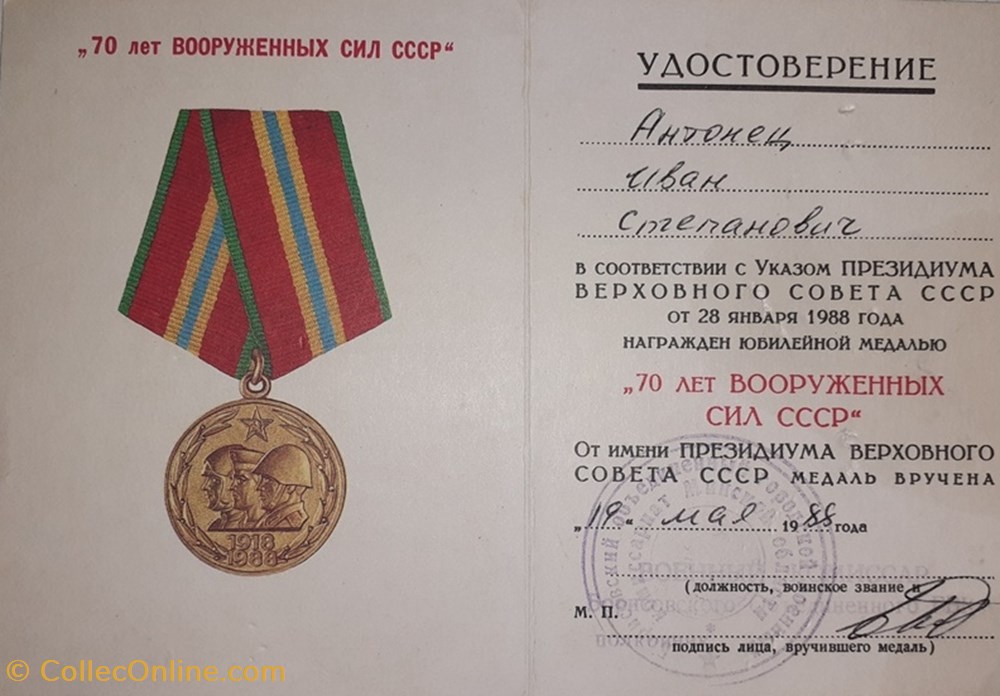 „70 лет ВООРУЖЕННЫХ СИЛ СССР“
1918
1988
УДОСТОВЕРЕНИЕ
Антонец
Иван
Степанович
в соответствии с Указом ПРЕЗИДИУМА
ВЕРХОВНОГО СОВЕТА СССР
от 28 января 1988 года
награжден юбилейной медалью
„70 лет ВООРУЖЕННЫХ
СИЛ СССР“
От имени ПРЕЗИДИУМА ВЕРХОВНОГО
СОВЕТА СССР медаль вручена
„19“ мая 1988 года
ВОЕННЫЙ КОМИССАР
(должность, воинское звание и
М. П.
подпись лица, вручившего медаль)
© CollecOnline.com